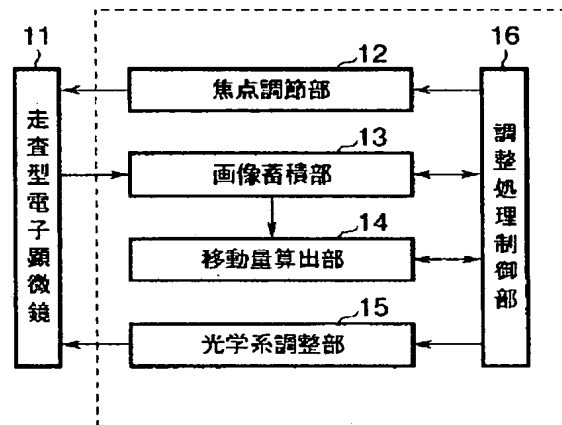 11
走査型電子顕微鏡
12
焦点調節部
13
画像蓄積部
14
移動量算出部
15
光学系調整部
16
調整処理制御部